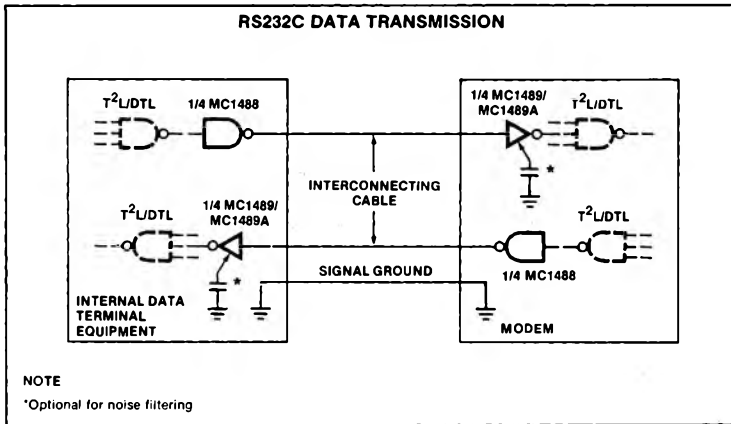 RS232C DATA TRANSMISSION
T²L/DTL
1/4 MC1488
1/4 MC1489/
MC1489A
T²L/DTL
*
INTERCONNECTING
CABLE
T²L/DTL
1/4 MC1489/
MC1489A
*
T²L/DTL
1/4 MC1488
SIGNAL GROUND
INTERNAL DATA
TERMINAL
EQUIPMENT
MODEM
NOTE
*Optional for noise filtering